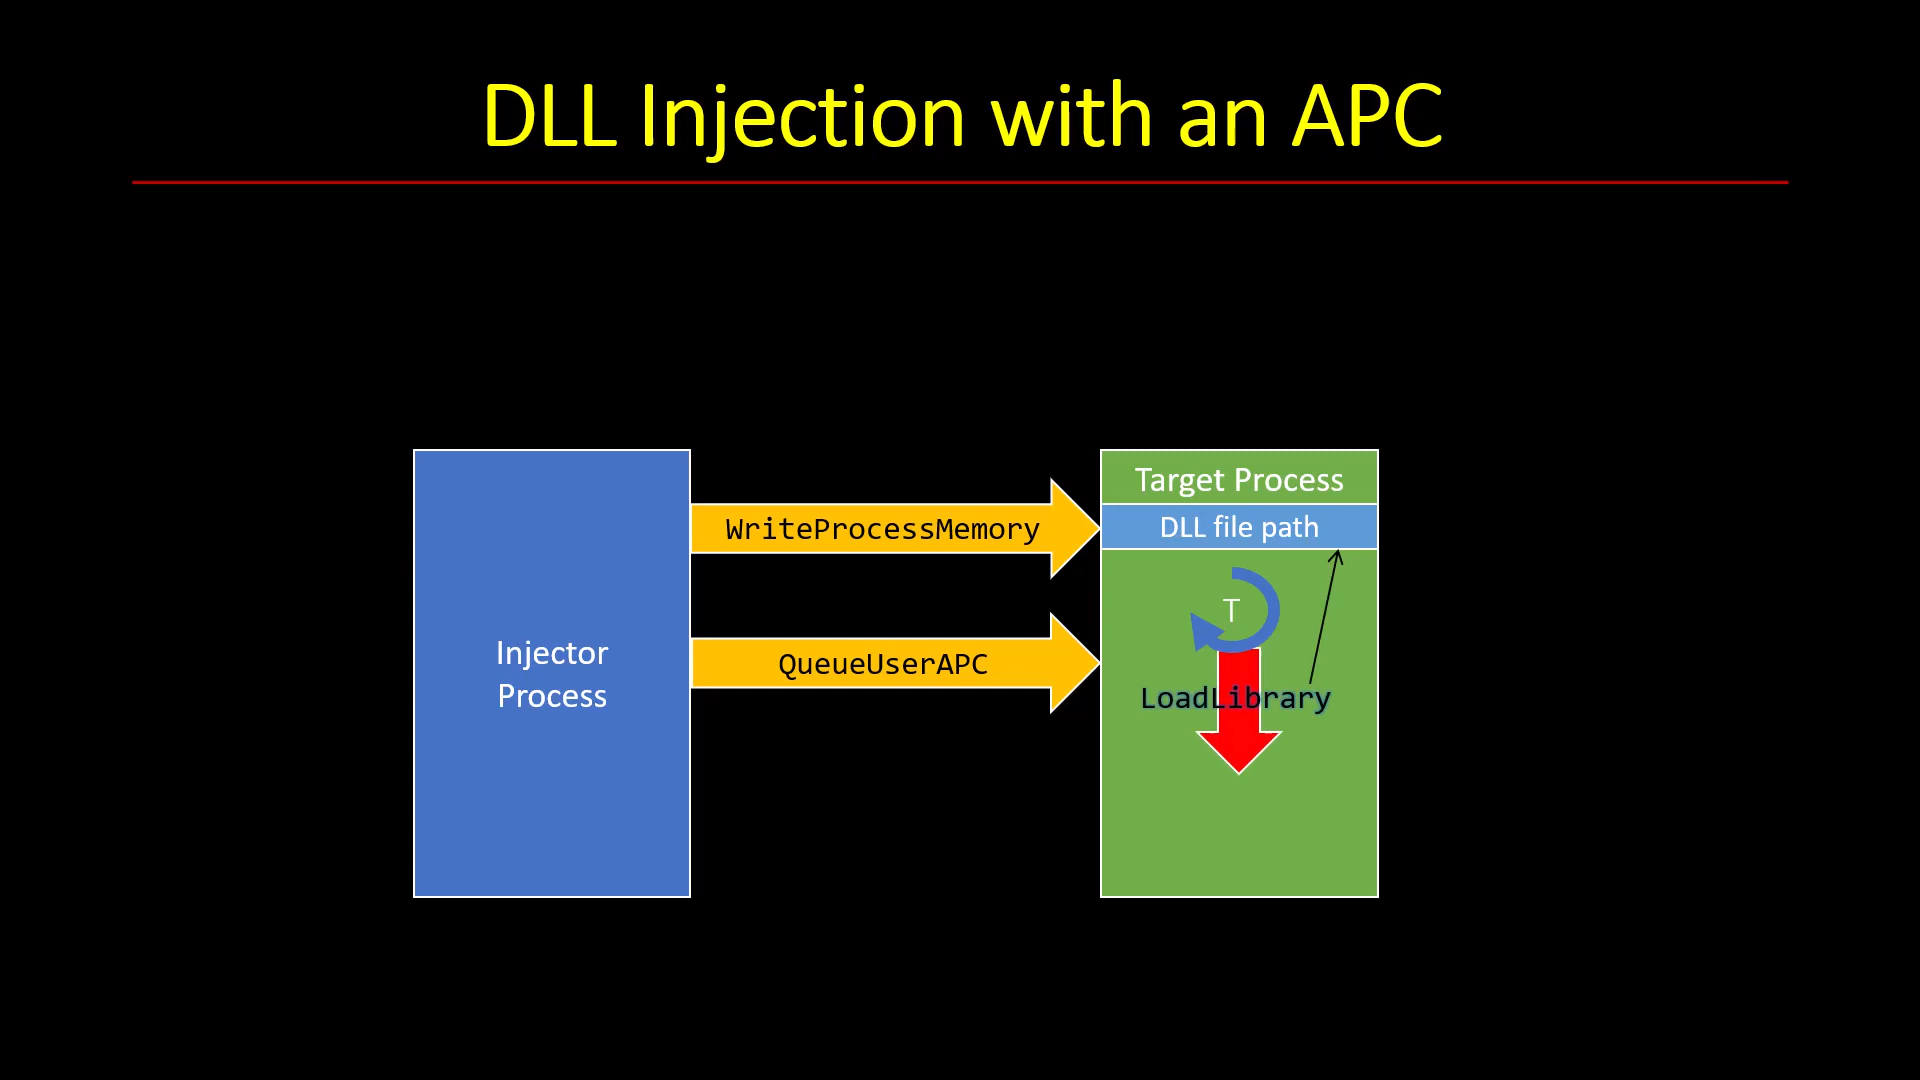 DLL Injection with an APC
Injector
Process
WriteProcessMemory
QueueUserAPC
Target Process
DLL file path
T
LoadLibrary